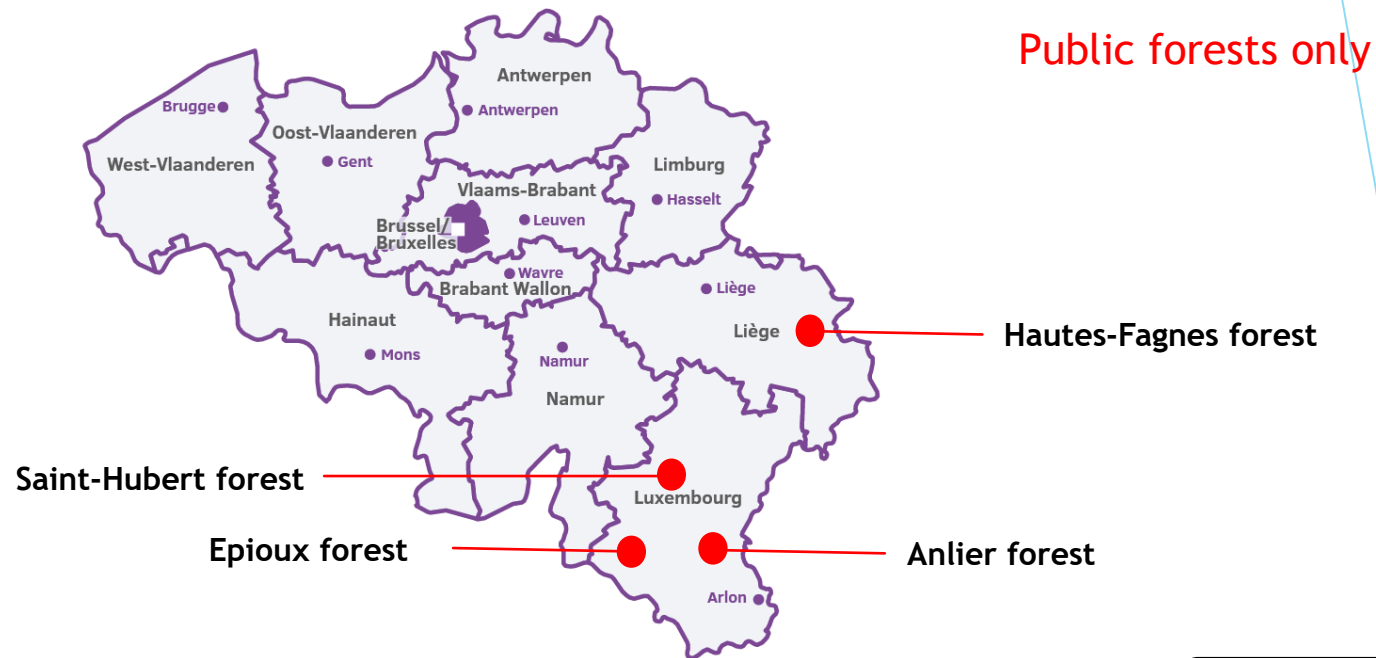 Public forests only
Antwerpen
Brugge
Antwerpen
Oost-Vlaanderen
Gent
West-Vlaanderen
Limburg
Vlaams-Brabant
Hasselt
Leuven
Brussel/
Bruxelles
Wavre
Brabant Wallon
Liège
Hainaut
Liège
Hautes-Fagnes forest
Mons
Namur
Namur
Saint-Hubert forest
Luxembourg
Epioux forest
Anlier forest
Arlon